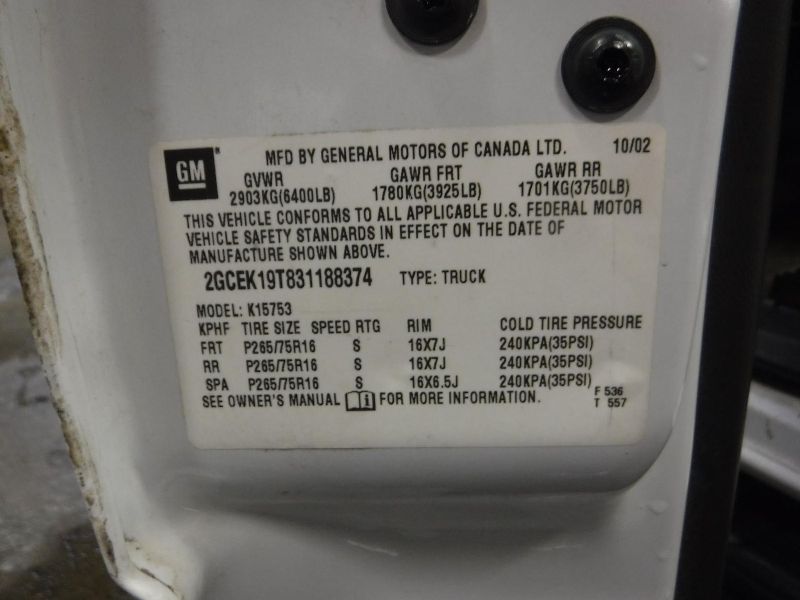 GM MFD BY GENERAL MOTORS OF CANADA LTD. 10/02
GVWR GAWR FRT GAWR RR
2903KG(6400LB) 1780KG(3925LB) 1701KG(3750LB)
THIS VEHICLE CONFORMS TO ALL APPLICABLE U.S. FEDERAL MOTOR
VEHICLE SAFETY STANDARDS IN EFFECT ON THE DATE OF
MANUFACTURE SHOWN ABOVE.
2GCEK19T831188374 TYPE: TRUCK
MODEL: K15753
KPHF TIRE SIZE SPEED RTG RIM COLD TIRE PRESSURE
FRT P265/75R16 S 16X7J 240KPA(35PSI)
RR P265/75R16 S 16X7J 240KPA(35PSI)
SPA P265/75R16 S 16X6.5J 240KPA(35PSI)
SEE OWNER'S MANUAL i FOR MORE INFORMATION. F 536
T 557